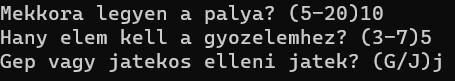 Mekkora legyen a palya? (5-20)10
Hany elem kell a gyozelemhez? (3-7)5
Gep vagy jatekos elleni jatek? (G/J)j